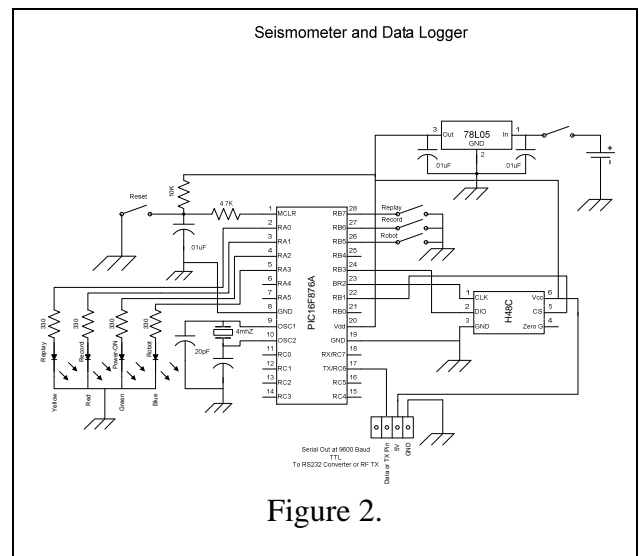 Seismometer and Data Logger
3 Out 78L05 In 1
GND
2
.01uF
.01uF
+
-
10K
Reset
4.7K
.01uF
PIC16F876A
1 MCLR
2 RA0
3 RA1
4 RA2
5 RA3
6 RA4
7 RA5
8 GND
9 OSC1
10 OSC2
11 RC0
12 RC1
13 RC2
14 RC3
RB7 28
RB6 27
RB5 26
RB4 25
RB3 24
BR2 23
RB1 22
RB0 21
Vdd 20
GND 19
RX/RC7 18
TX/RC6 17
RC5 16
RC4 15
Replay
Record
Robot
H48C
1 CLK
2 DIO
3 GND
Vcc 6
CS 5
Zero G 4
330
330
330
330
Replay
Record
Power-ON
Robot
Yellow
Red
Green
Blue
20pF
4mhZ
Data or TX Pin
5V
GND
Serial Out at 9600 Baud
TTL
To RS232 Converter or RF TX
Figure 2.